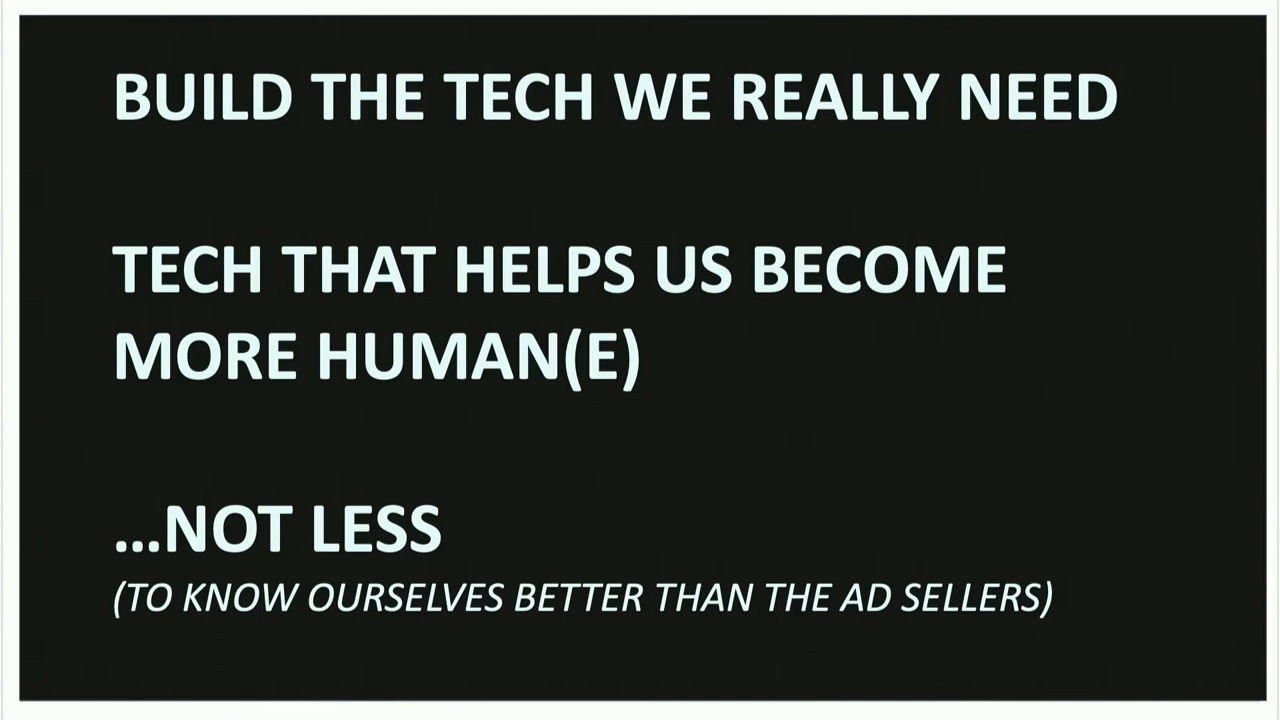 BUILD THE TECH WE REALLY NEED
TECH THAT HELPS US BECOME
MORE HUMAN(E)
...NOT LESS
(TO KNOW OURSELVES BETTER THAN THE AD SELLERS)